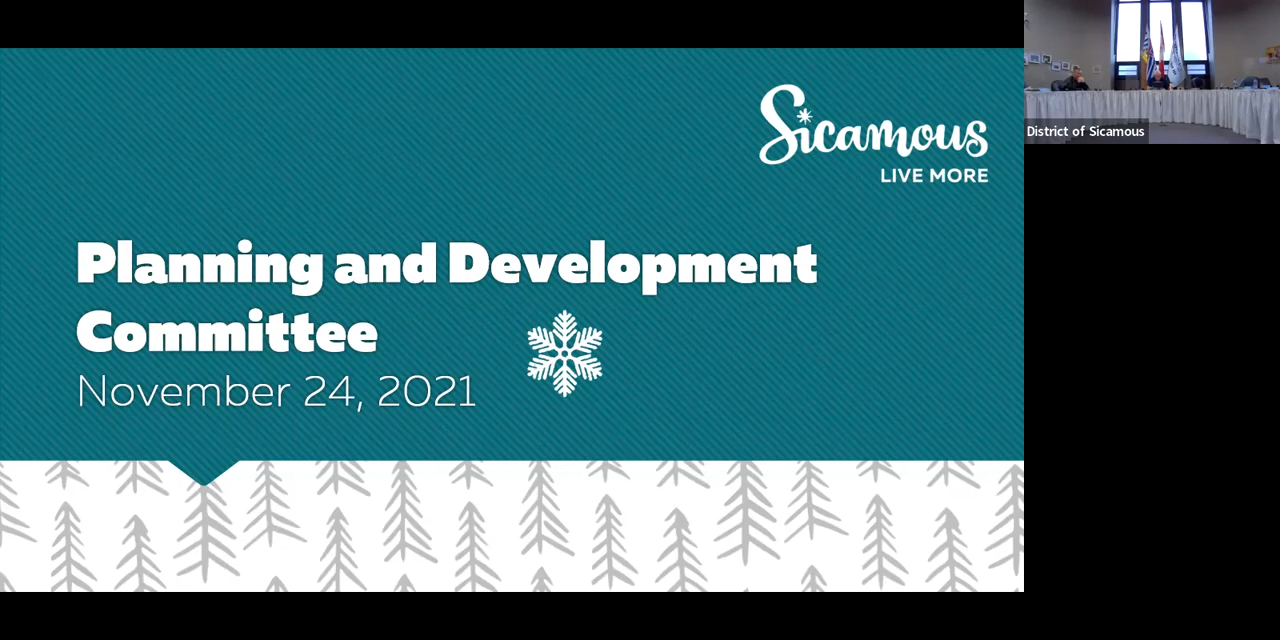 Sicamous
LIVE MORE
Planning and Development
Committee
November 24, 2021
District of Sicamous